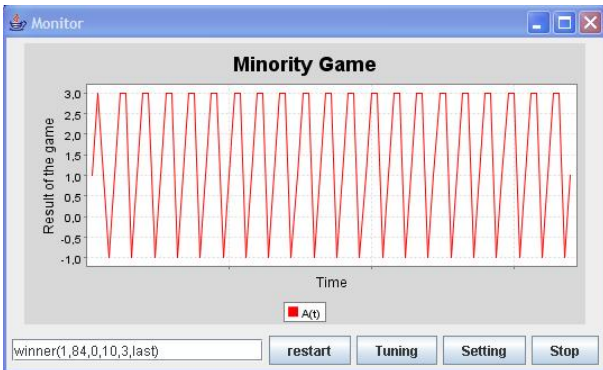 Monitor
Minority Game
Result of the game
3,0
2,5
2,0
1,5
1,0
0,5
0,0
-0,5
-1,0
Time
A(t)
winner(1,84,0,10,3,last)
restart
Tuning
Setting
Stop